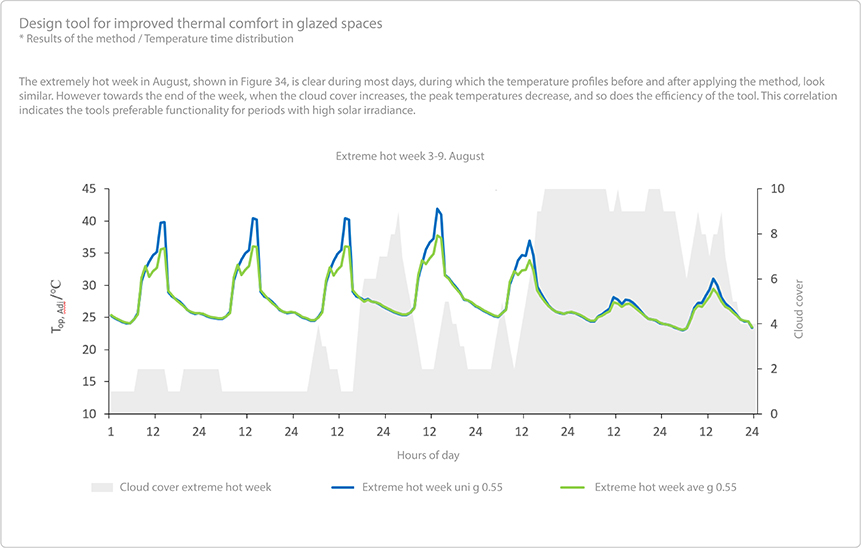 Design tool for improved thermal comfort in glazed spaces
* Results of the method / Temperature time distribution
The extremely hot week in August, shown in Figure 34, is clear during most days, during which the temperature profiles before and after applying the method, look
similar. However towards the end of the week, when the cloud cover increases, the peak temperatures decrease, and so does the efficiency of the tool. This correlation
indicates the tools preferable functionality for periods with high solar irradiance.
Extreme hot week 3-9. August
45
40
35
30
25
20
15
10
Top, Adj/°C
10
8
6
4
2
0
Cloud cover
1 12 24 12 24 12 24 12 24 12 24 12 24 12 24
Hours of day
Cloud cover extreme hot week
Extreme hot week uni g 0.55
Extreme hot week ave g 0.55